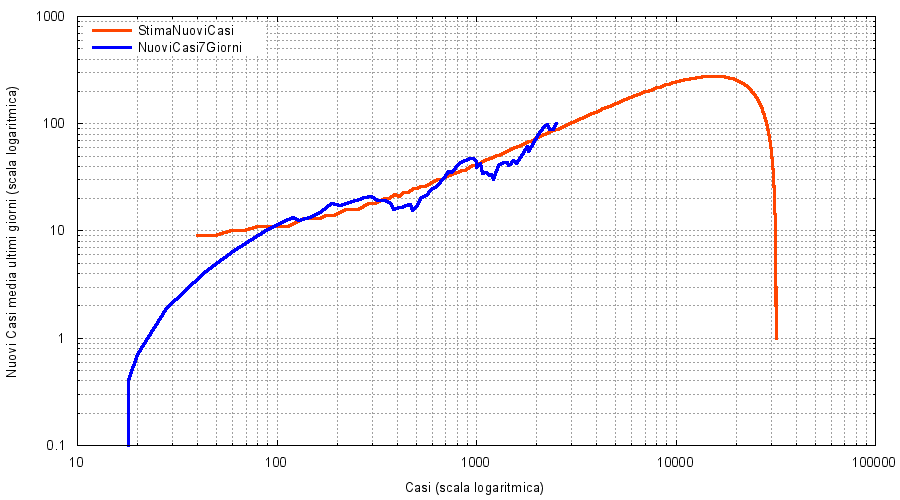 1000
StimaNuoviCasi
NuoviCasi7Giorni
100
10
1
0.1
10 100 1000 10000 100000
Nuovi Casi media ultimi giorni (scala logaritmica)
Casi (scala logaritmica)